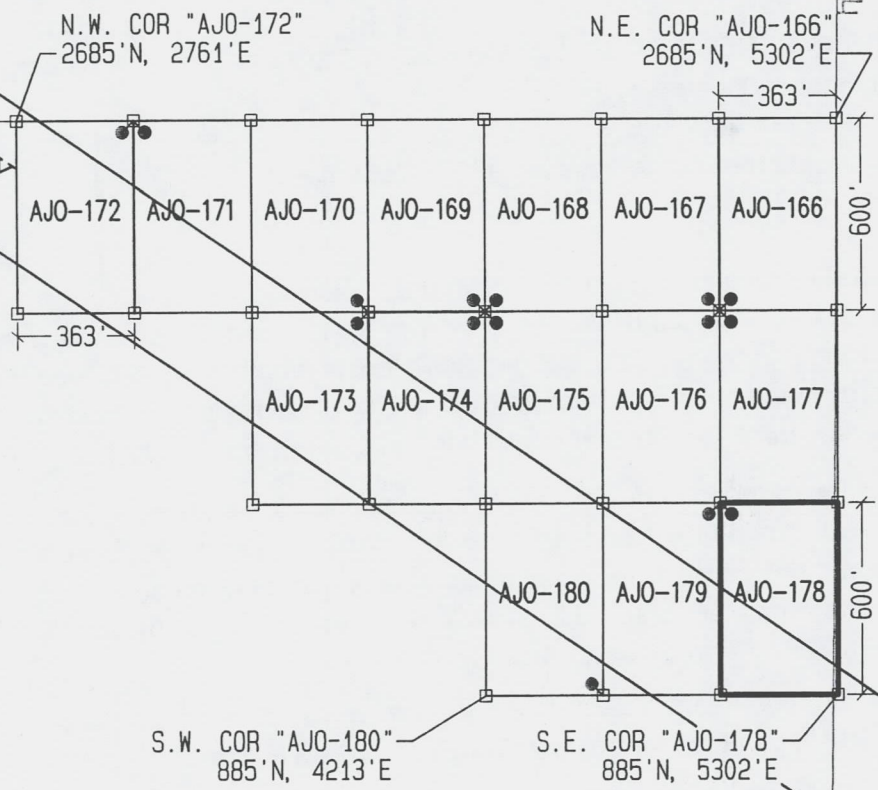 N.W. COR "AJO-172"
2685'N, 2761'E
N.E. COR "AJO-166"
2685'N, 5302'E
363'
AJO-172 AJO-171 AJO-170 AJO-169 AJO-168 AJO-167 AJO-166
600'
363'
AJO-173 AJO-174 AJO-175 AJO-176 AJO-177
AJO-180 AJO-179 AJO-178
600'
S.W. COR "AJO-180"
885'N, 4213'E
S.E. COR "AJO-178"
885'N, 5302'E